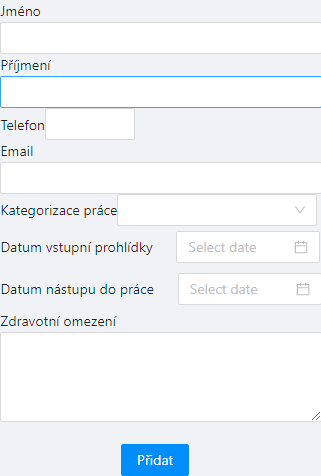 Jméno
Příjmení
Telefon
Email
Kategorizace práce
Datum vstupní prohlídky Select date
Datum nástupu do práce Select date
Zdravotní omezení
Přidat